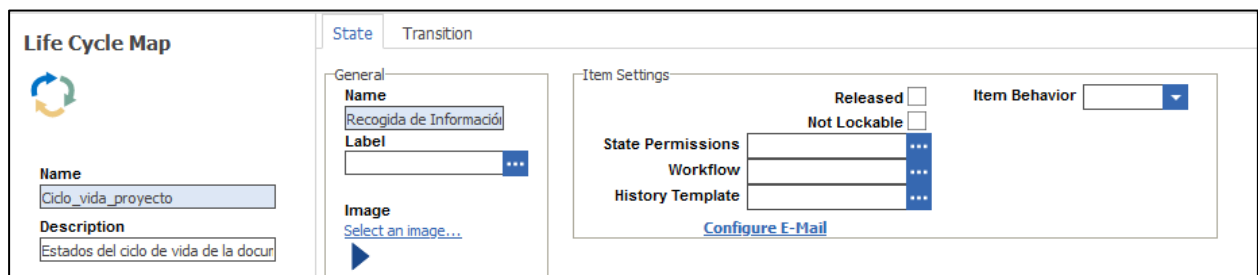 Life Cycle Map
Name
Ciclo_vida_proyecto
Description
Estados del ciclo de vida de la docur
State Transition
General
Name
Recogida de Informació
Label
Image
Select an image...
Item Settings
Released
Not Lockable
Item Behavior
State Permissions
Workflow
History Template
Configure E-Mail